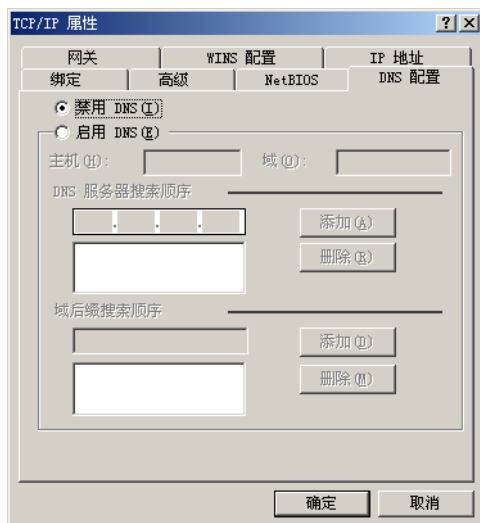 TCP/IP 属性
网关 WINS 配置 IP 地址
绑定 高级 NetBIOS DNS 配置
禁用 DNS(I)
启用 DNS(E)
主机(H): 域(O):
DNS 服务器搜索顺序
. . . 添加(A)
删除(R)
域后缀搜索顺序
添加(D)
删除(M)
确定 取消